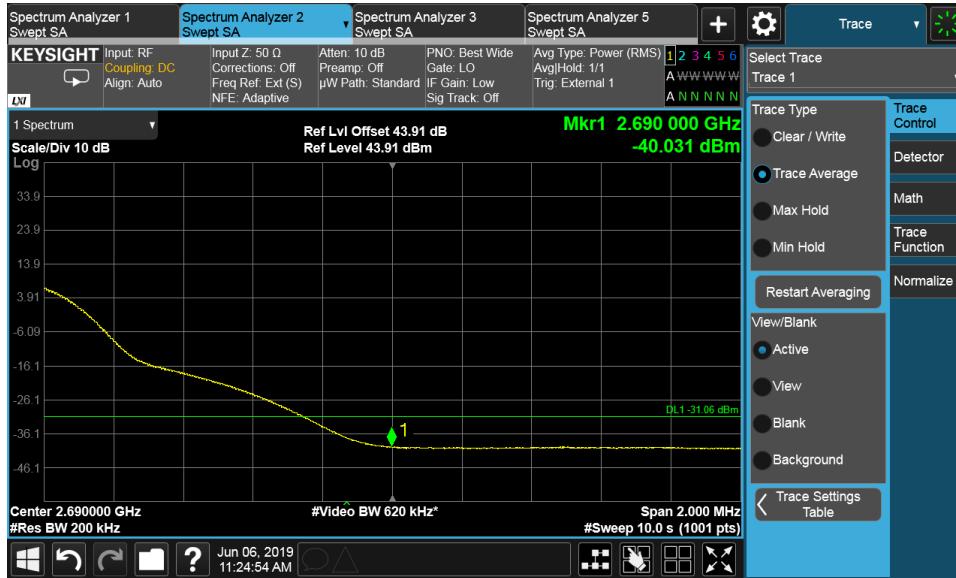 Spectrum Analyzer 1
Swept SA
Spectrum Analyzer 2
Swept SA
Spectrum Analyzer 3
Swept SA
Spectrum Analyzer 5
Swept SA
+
Trace
KEYSIGHT
LXI
Input: RF
Coupling: DC
Align: Auto
Input Z: 50 Ω
Corrections: Off
Freq Ref: Ext (S)
NFE: Adaptive
Atten: 10 dB
Preamp: Off
µW Path: Standard
PNO: Best Wide
Gate: LO
IF Gain: Low
Sig Track: Off
Avg Type: Power (RMS)
Avg|Hold: 1/1
Trig: External 1
1 2 3 4 5 6
A W W W W W
A N N N N N
Select Trace
Trace 1
1 Spectrum
Scale/Div 10 dB
Log
Ref Lvl Offset 43.91 dB
Ref Level 43.91 dBm
Mkr1 2.690 000 GHz
-40.031 dBm
33.9
23.9
13.9
3.91
-6.09
-16.1
-26.1
-36.1
-46.1
DL1 -31.06 dBm
1
Center 2.690000 GHz
#Res BW 200 kHz
#Video BW 620 kHz*
Span 2.000 MHz
#Sweep 10.0 s (1001 pts)
Trace Type
Clear / Write
Trace Average
Max Hold
Min Hold
Restart Averaging
View/Blank
Active
View
Blank
Background
Trace Settings
Table
Trace
Control
Detector
Math
Trace
Function
Normalize
?
Jun 06, 2019
11:24:54 AM